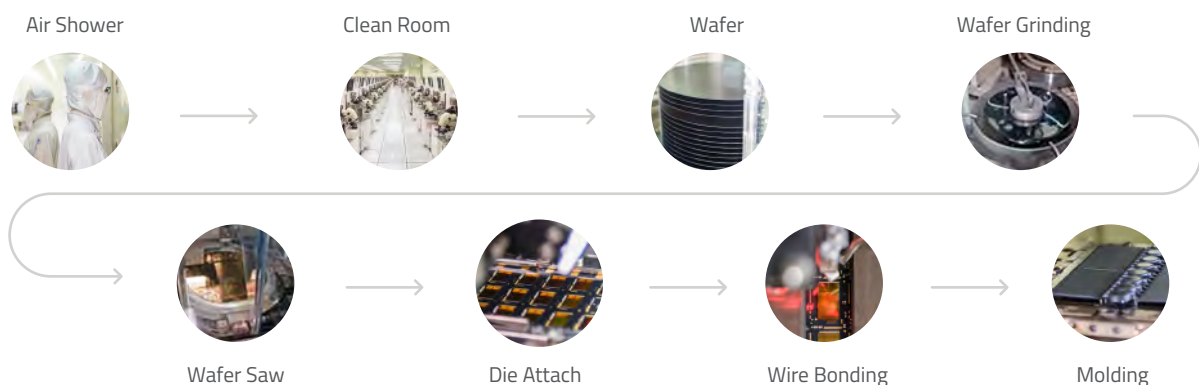 Air Shower
Clean Room
Wafer
Wafer Grinding
Wafer Saw
Die Attach
Wire Bonding
Molding